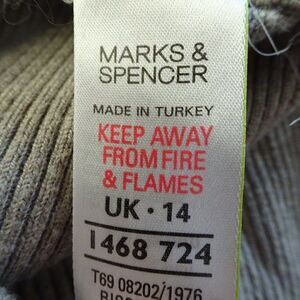 MARKS &
SPENCER
MADE IN TURKEY
KEEP AWAY
FROM FIRE
& FLAMES
UK · 14
1468 724
T69 08202/1976